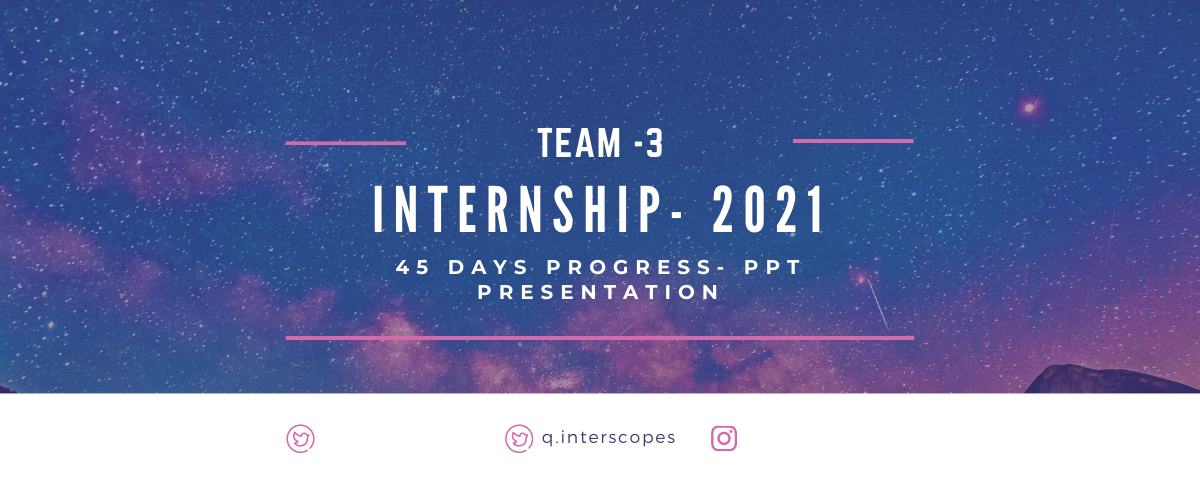 TEAM -3
INTERNSHIP- 2021
45 DAYS PROGRESS- PPT
PRESENTATION
q.interscopes